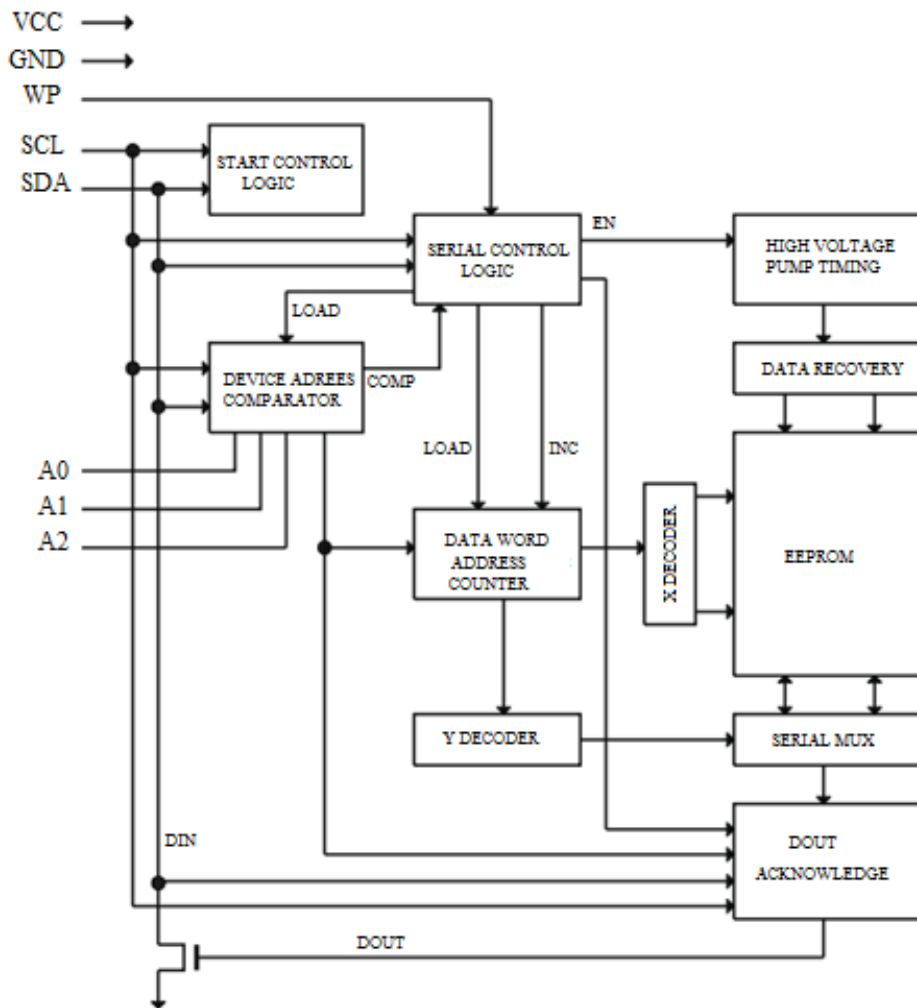 VCC
GND
WP
SCL
SDA
START CONTROL
LOGIC
EN
SERIAL CONTROL
LOGIC
HIGH VOLTAGE
PUMP TIMING
LOAD
DEVICE ADREES
COMPARATOR
COMP
DATA RECOVERY
LOAD
INC
A0
A1
A2
DATA WORD
ADDRESS
COUNTER
X DECODER
EEPROM
Y DECODER
SERIAL MUX
DIN
DOUT
ACKNOWLEDGE
DOUT